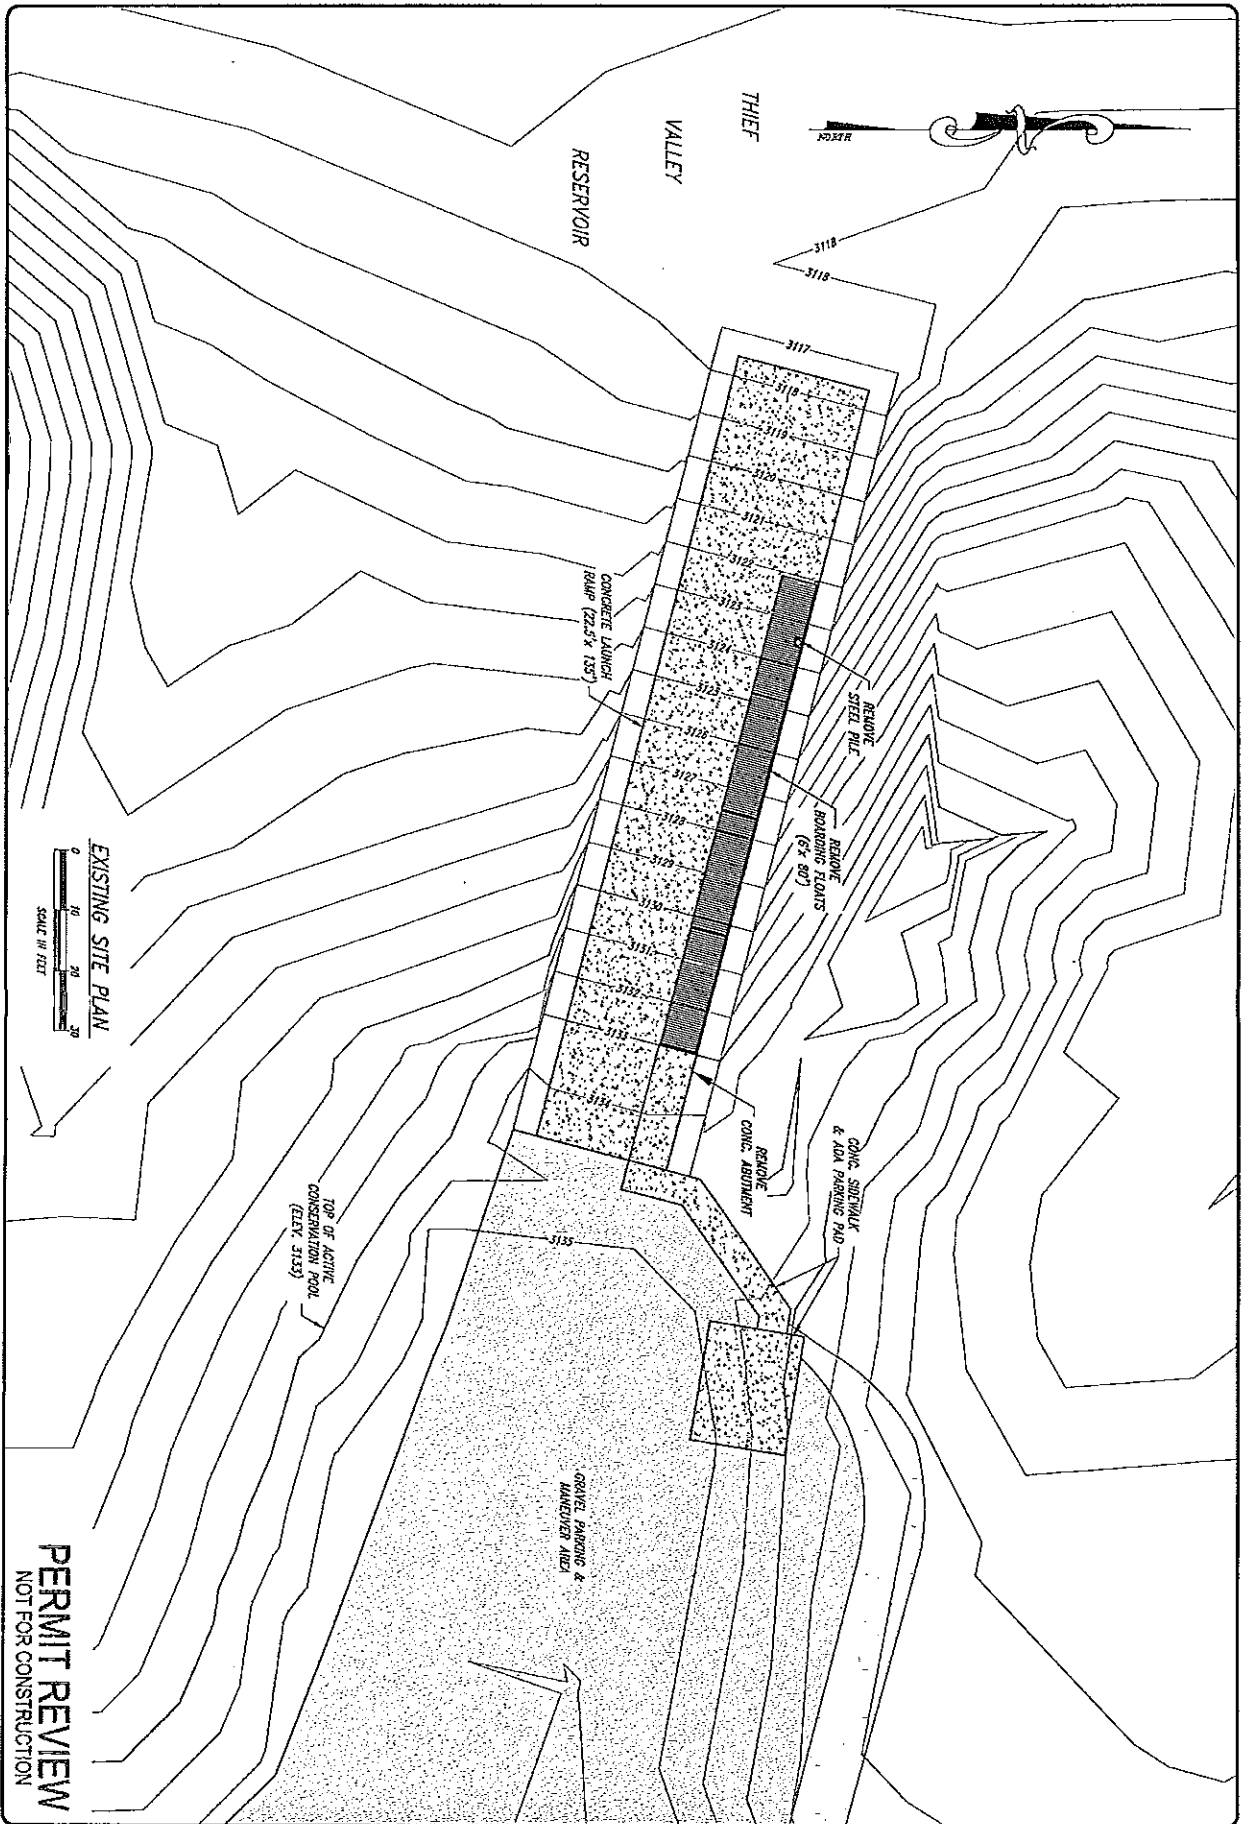 NORTH
THIEF
VALLEY
RESERVOIR
3118
3118
3117
3118
3119
3120
3121
3122
3123
3124
3125
3126
3127
3128
3129
3130
3131
3132
3133
3134
3135
REMOVE
STEEL PILE
REMOVE
BOARDING FLOATS
(6'x 80')
REMOVE
CONC. ABUTMENT
CONC. SIDEWALK
& ADA PARKING PAD
CONCRETE LAUNCH
RAMP (22.5'x 135')
TOP OF ACTIVE
CONSERVATION POOL
(ELEV. 3133)
GRAVEL PARKING &
MANEUVER AREA
EXISTING SITE PLAN
0 10 20 30
SCALE IN FEET
PERMIT REVIEW
NOT FOR CONSTRUCTION